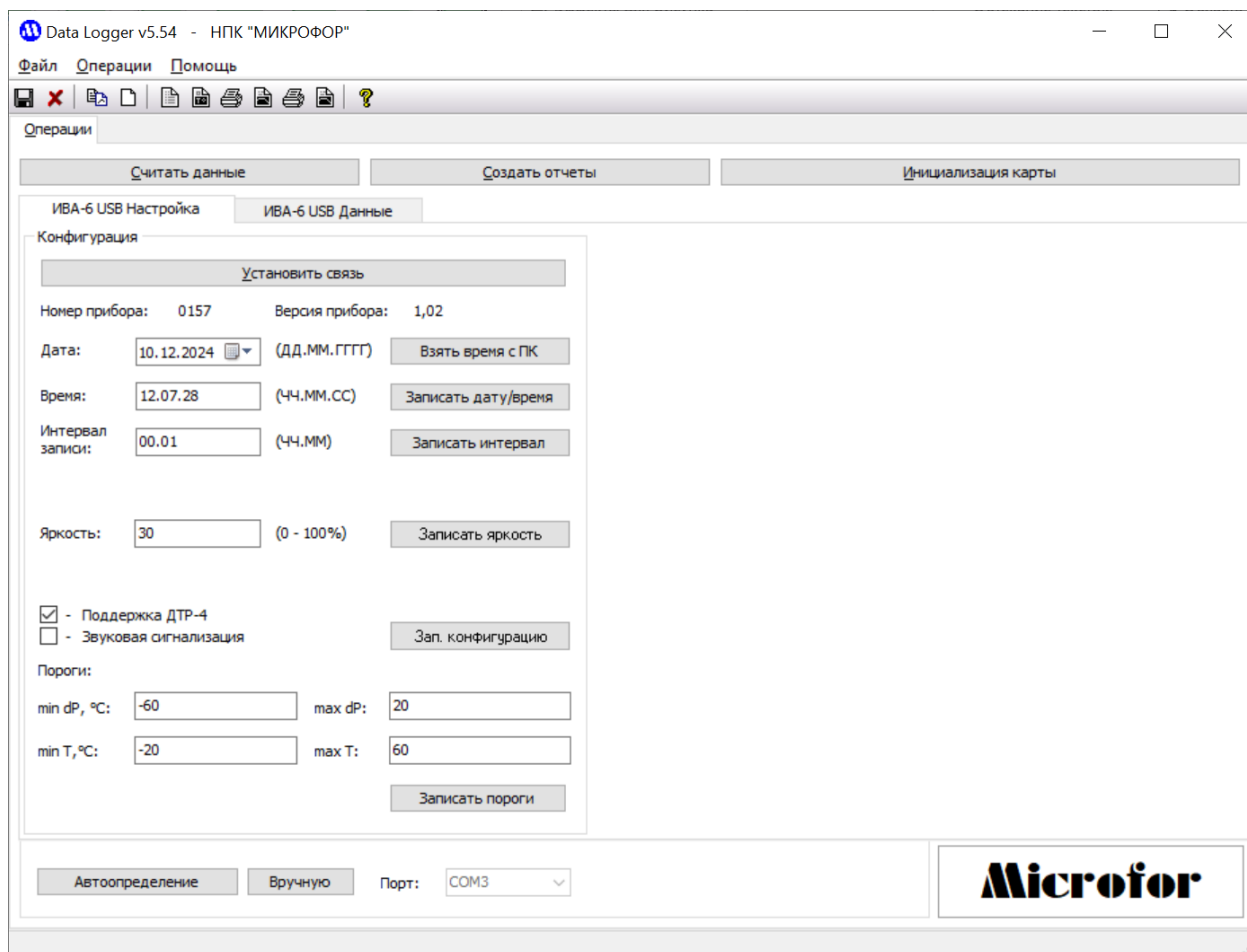 Data Logger v5.54 - НПК "МИКРОФОР"
Файл Операции Помощь
Операции
Считать данные Создать отчеты Инициализация карты
ИВА-6 USB Настройка ИВА-6 USB Данные
Конфигурация
Установить связь
Номер прибора: 0157 Версия прибора: 1,02
Дата: 10.12.2024 (ДД.ММ.ГГГГ) Взять время с ПК
Время: 12.07.28 (ЧЧ.ММ.СС) Записать дату/время
Интервал
записи: 00.01 (ЧЧ.ММ) Записать интервал
Яркость: 30 (0 - 100%) Записать яркость
- Поддержка ДТР-4
- Звуковая сигнализация Зап. конфигурацию
Пороги:
min dP, ºC: -60 max dP: 20
min T,ºC: -20 max T: 60
Записать пороги
Автоопределение Вручную Порт: COM3
Microfor